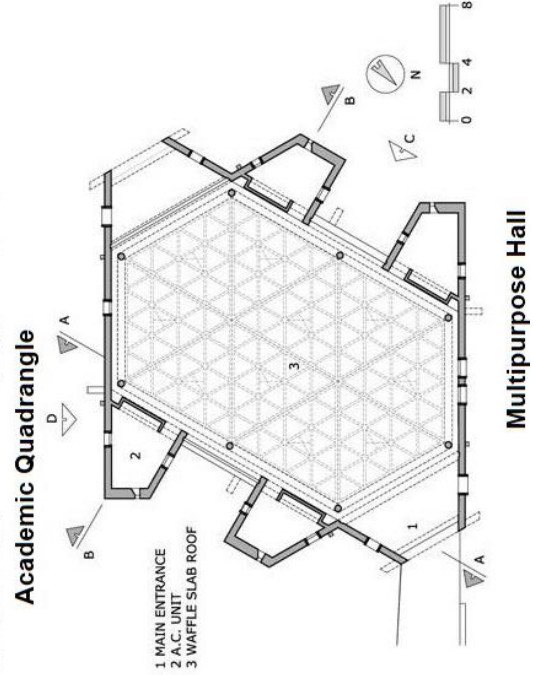 Academic Quadrangle
1 MAIN ENTRANCE
2 A.C. UNIT
3 WAFFLE SLAB ROOF
B
D
A
2
3
1
A
B
C
N
0 2 4 8
Multipurpose Hall